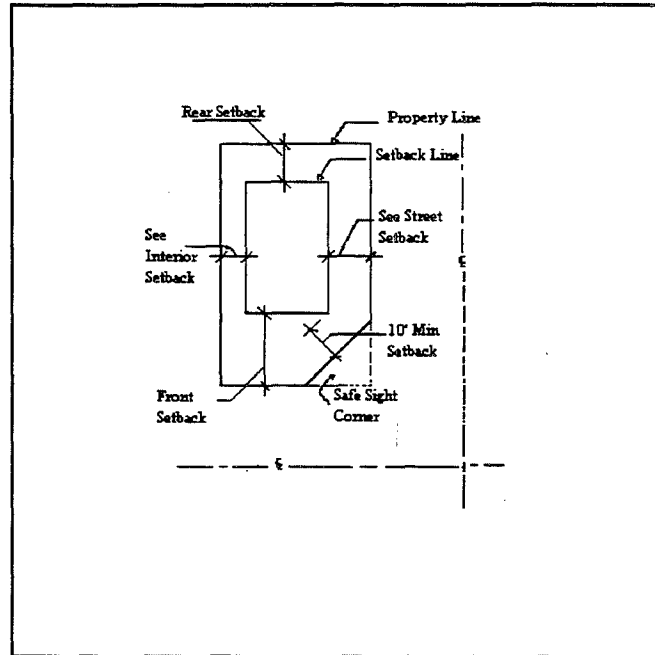 Rear Setback
Property Line
Setback Line
See Street
Setback
See
Interior
Setback
℄
10' Min
Setback
Front
Setback
Safe Sight
Corner
℄